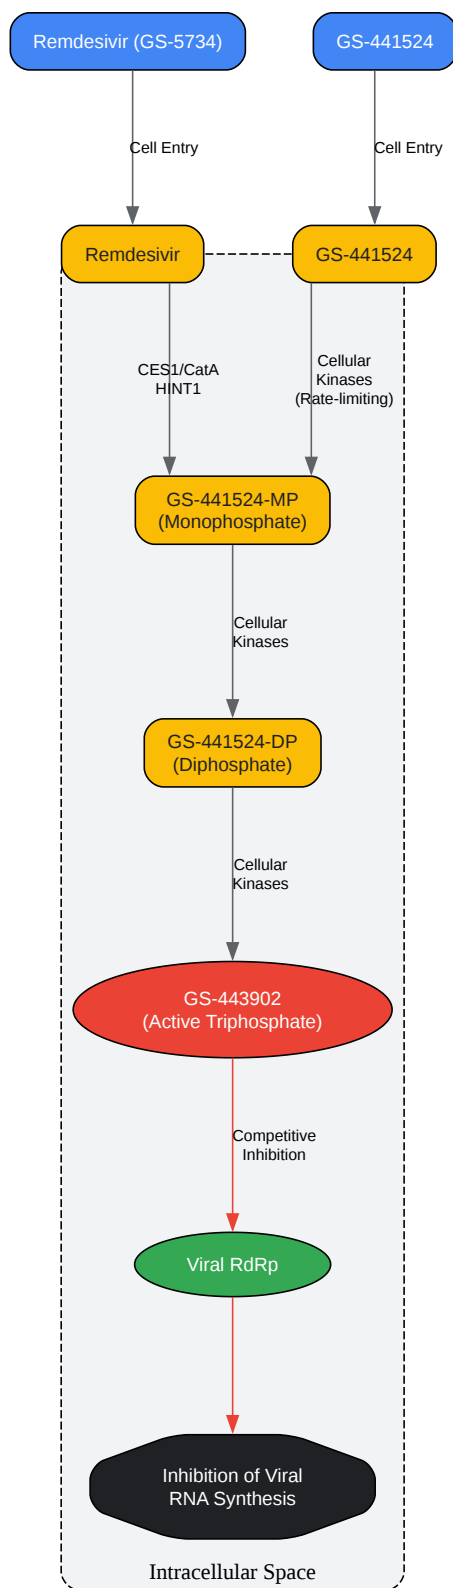 Remdesivir (GS-5734)
GS-441524
Cell Entry
Cell Entry
Remdesivir
GS-441524
CES1/CatA
HINT1
Cellular
Kinases
(Rate-limiting)
GS-441524-MP
(Monophosphate)
Cellular
Kinases
GS-441524-DP
(Diphosphate)
Cellular
Kinases
GS-443902
(Active Triphosphate)
Competitive
Inhibition
Viral RdRp
Inhibition of Viral
RNA Synthesis
Intracellular Space